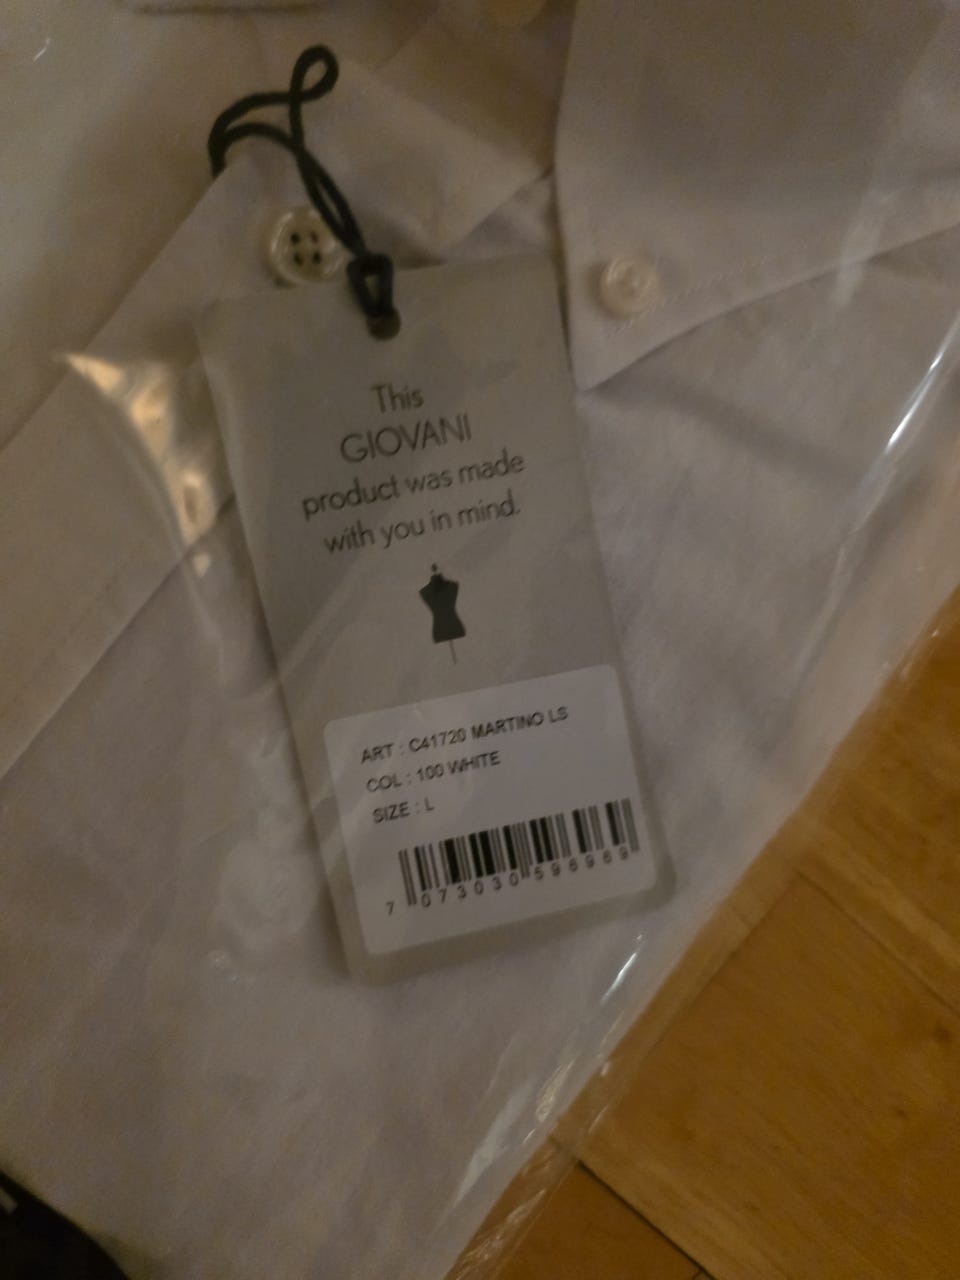 This
GIOVANI
product was made
with you in mind.
ART : C41720 MARTINO LS
COL : 100 WHITE
SIZE : L
7 073030 596989